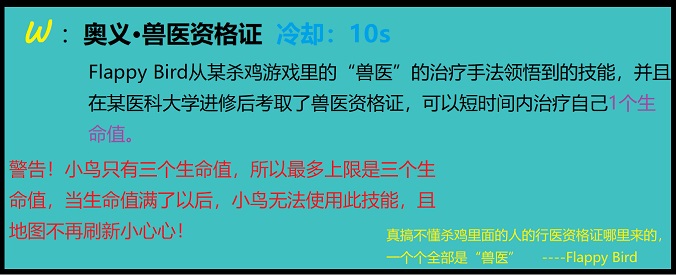 W：奥义·兽医资格证 冷却：10s
Flappy Bird从某杀鸡游戏里的“兽医”的治疗手法领悟到的技能，并且
在某医科大学进修后考取了兽医资格证，可以短时间内治疗自己1个生
命值。
警告！小鸟只有三个生命值，所以最多上限是三个生
命值，当生命值满了以后，小鸟无法使用此技能，且
地图不再刷新小心心！
真搞不懂杀鸡里面的人的行医资格证哪里来的，
一个个全部是“兽医” ----Flappy Bird